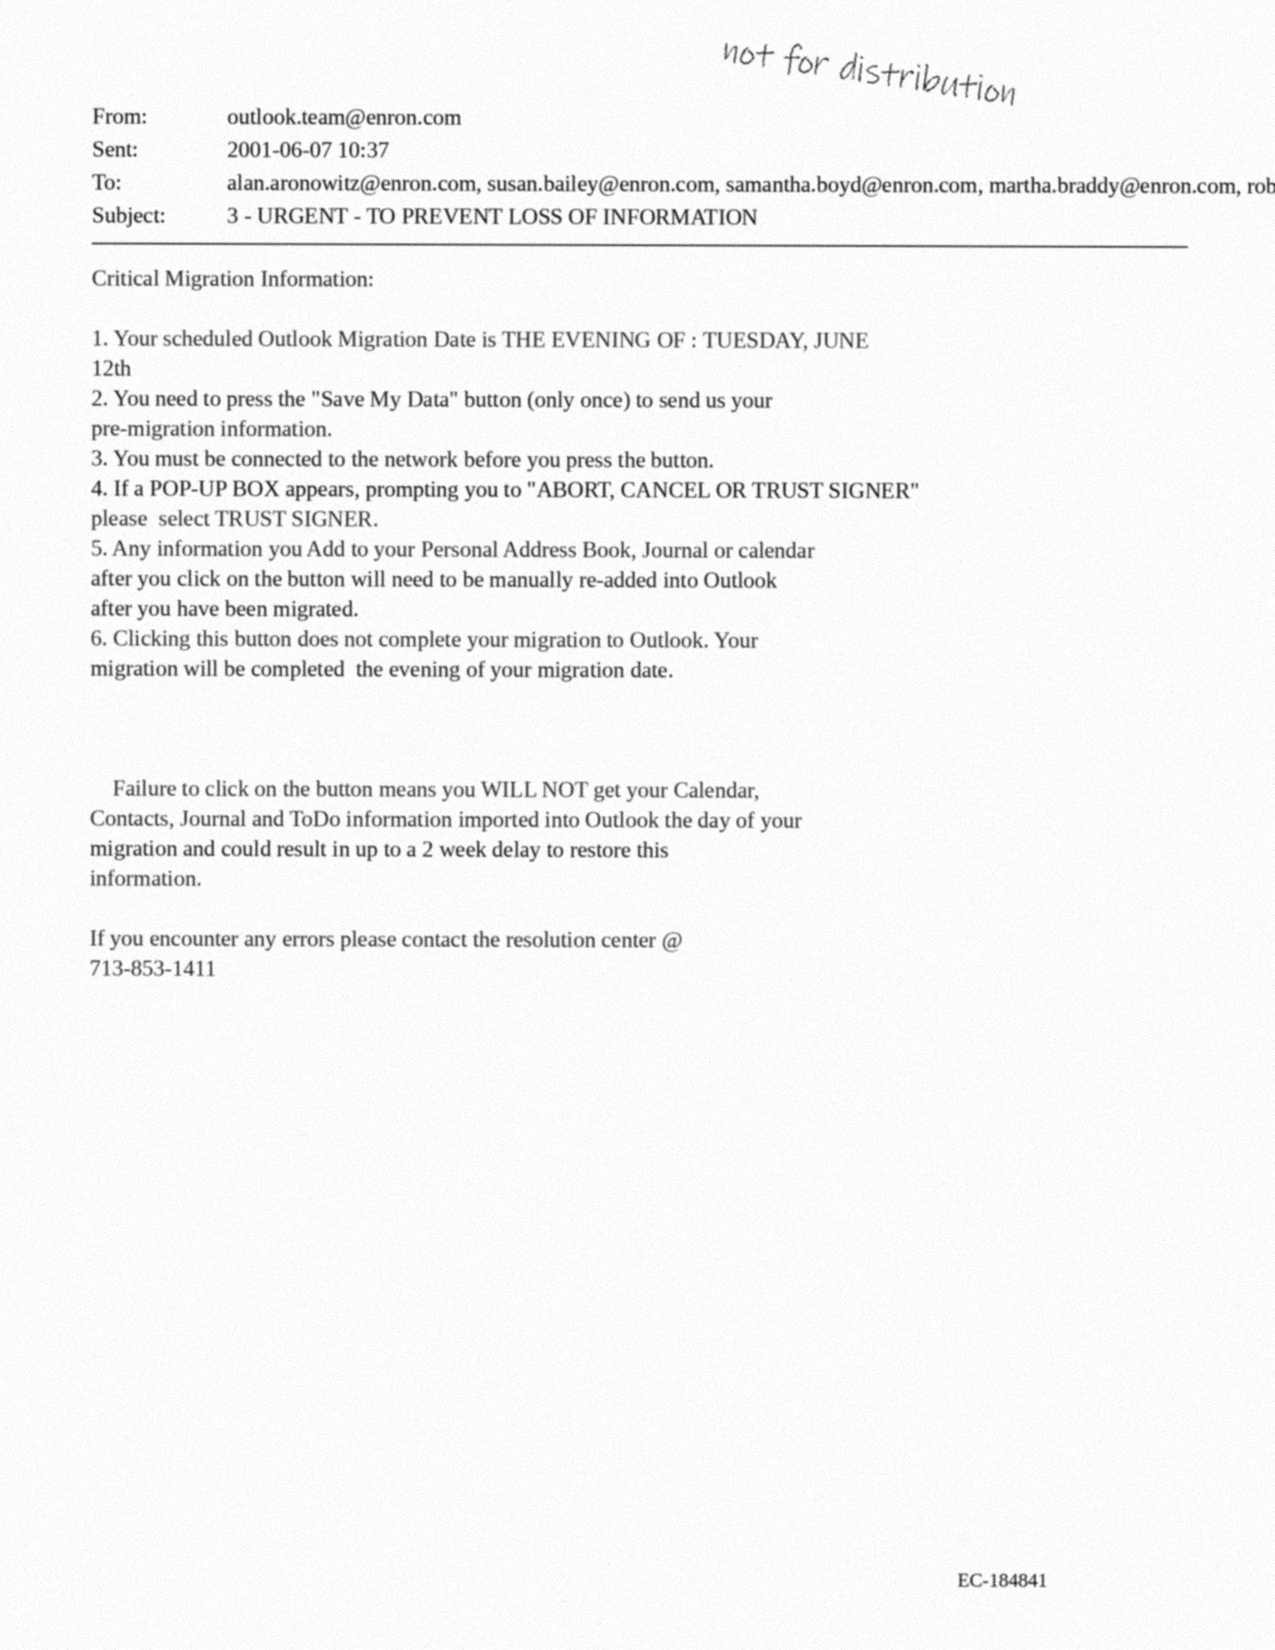 not for distribution
From: outlook.team@enron.com
Sent: 2001-06-07 10:37
To: alan.aronowitz@enron.com, susan.bailey@enron.com, samantha.boyd@enron.com, martha.braddy@enron.com, rob
Subject: 3 - URGENT - TO PREVENT LOSS OF INFORMATION
Critical Migration Information:
1. Your scheduled Outlook Migration Date is THE EVENING OF : TUESDAY, JUNE
12th
2. You need to press the "Save My Data" button (only once) to send us your
pre-migration information.
3. You must be connected to the network before you press the button.
4. If a POP-UP BOX appears, prompting you to "ABORT, CANCEL OR TRUST SIGNER"
please  select TRUST SIGNER.
5. Any information you Add to your Personal Address Book, Journal or calendar
after you click on the button will need to be manually re-added into Outlook
after you have been migrated.
6. Clicking this button does not complete your migration to Outlook. Your
migration will be completed  the evening of your migration date.
Failure to click on the button means you WILL NOT get your Calendar,
Contacts, Journal and ToDo information imported into Outlook the day of your
migration and could result in up to a 2 week delay to restore this
information.
If you encounter any errors please contact the resolution center @
713-853-1411
EC-184841